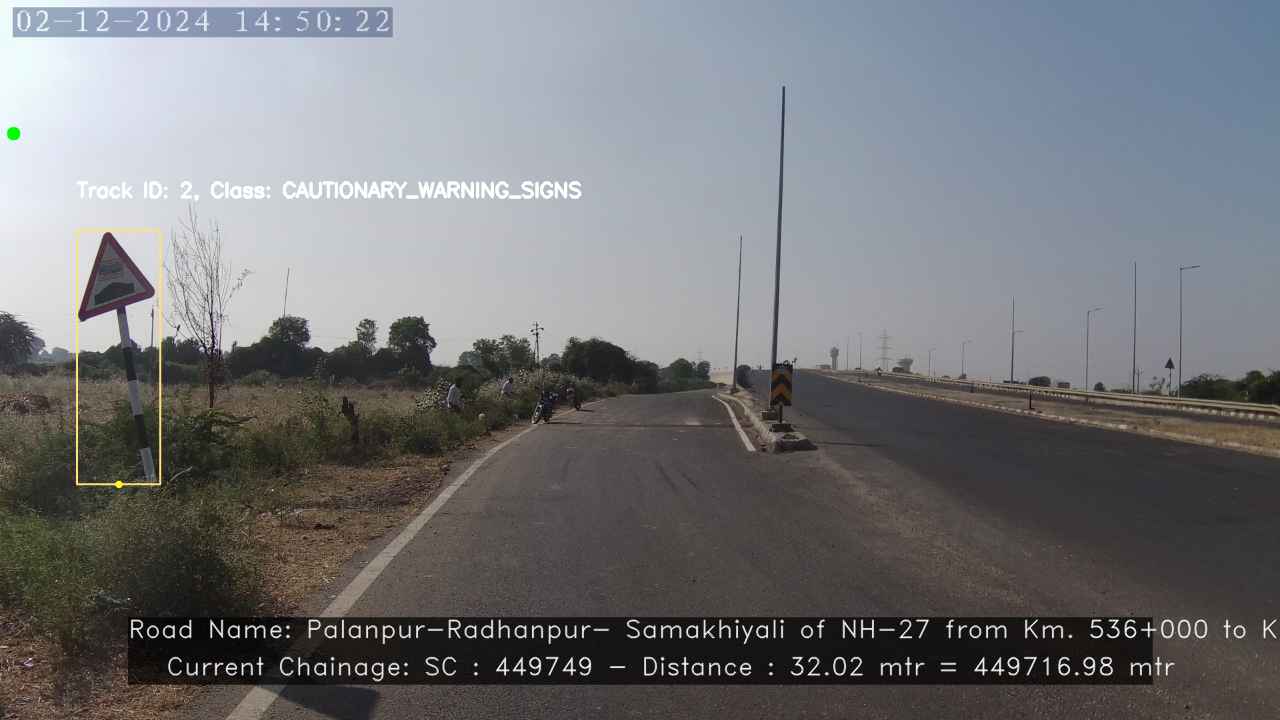 02-12-2024 14:50:22
Track ID: 2, Class: CAUTIONARY_WARNING_SIGNS
Road Name: Palanpur-Radhanpur- Samakhiyali of NH-27 from Km. 536+000 to K
Current Chainage: SC : 449749 - Distance : 32.02 mtr = 449716.98 mtr